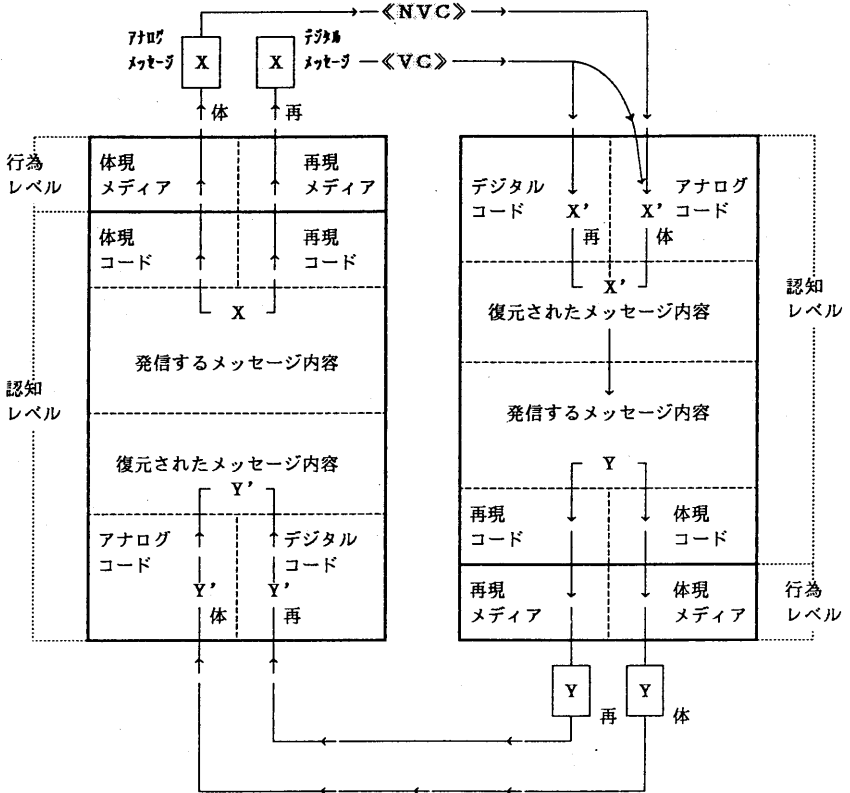 《NVC》
アナログ
メッセージ
X
X
デジタル
メッセージ
《VC》
体
再
行為
レベル
体現
メディア
再現
メディア
体現
コード
再現
コード
X
発信するメッセージ内容
認知
レベル
復元されたメッセージ内容
Y'
アナログ
コード
デジタル
コード
Y'
体
Y'
再
デジタル
コード
X'
再
X'
体
アナログ
コード
X'
復元されたメッセージ内容
認知
レベル
発信するメッセージ内容
Y
再現
コード
体現
コード
再現
メディア
体現
メディア
行為
レベル
Y
再
Y
体